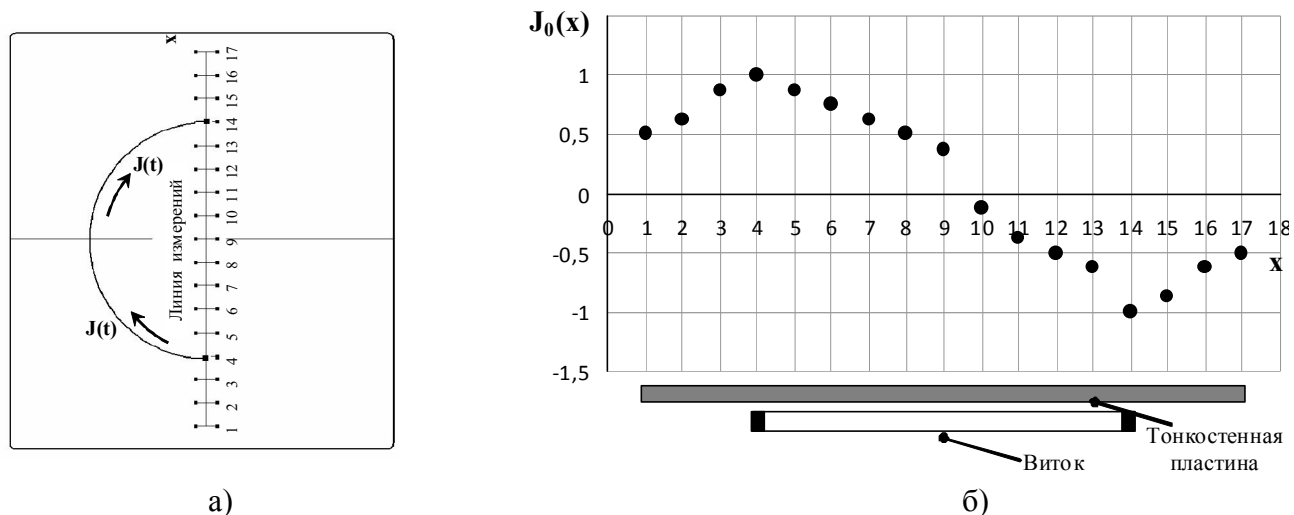 x
17
16
15
14
13
12
11
10
9
8
7
6
5
4
3
2
1
J(t)
Линия измерений
J(t)
а)
J₀(x)
1
0,5
0
-0,5
-1
-1,5
0 1 2 3 4 5 6 7 8 9 10 11 12 13 14 15 16 17 18
x
Тонкостенная
пластина
Виток
б)